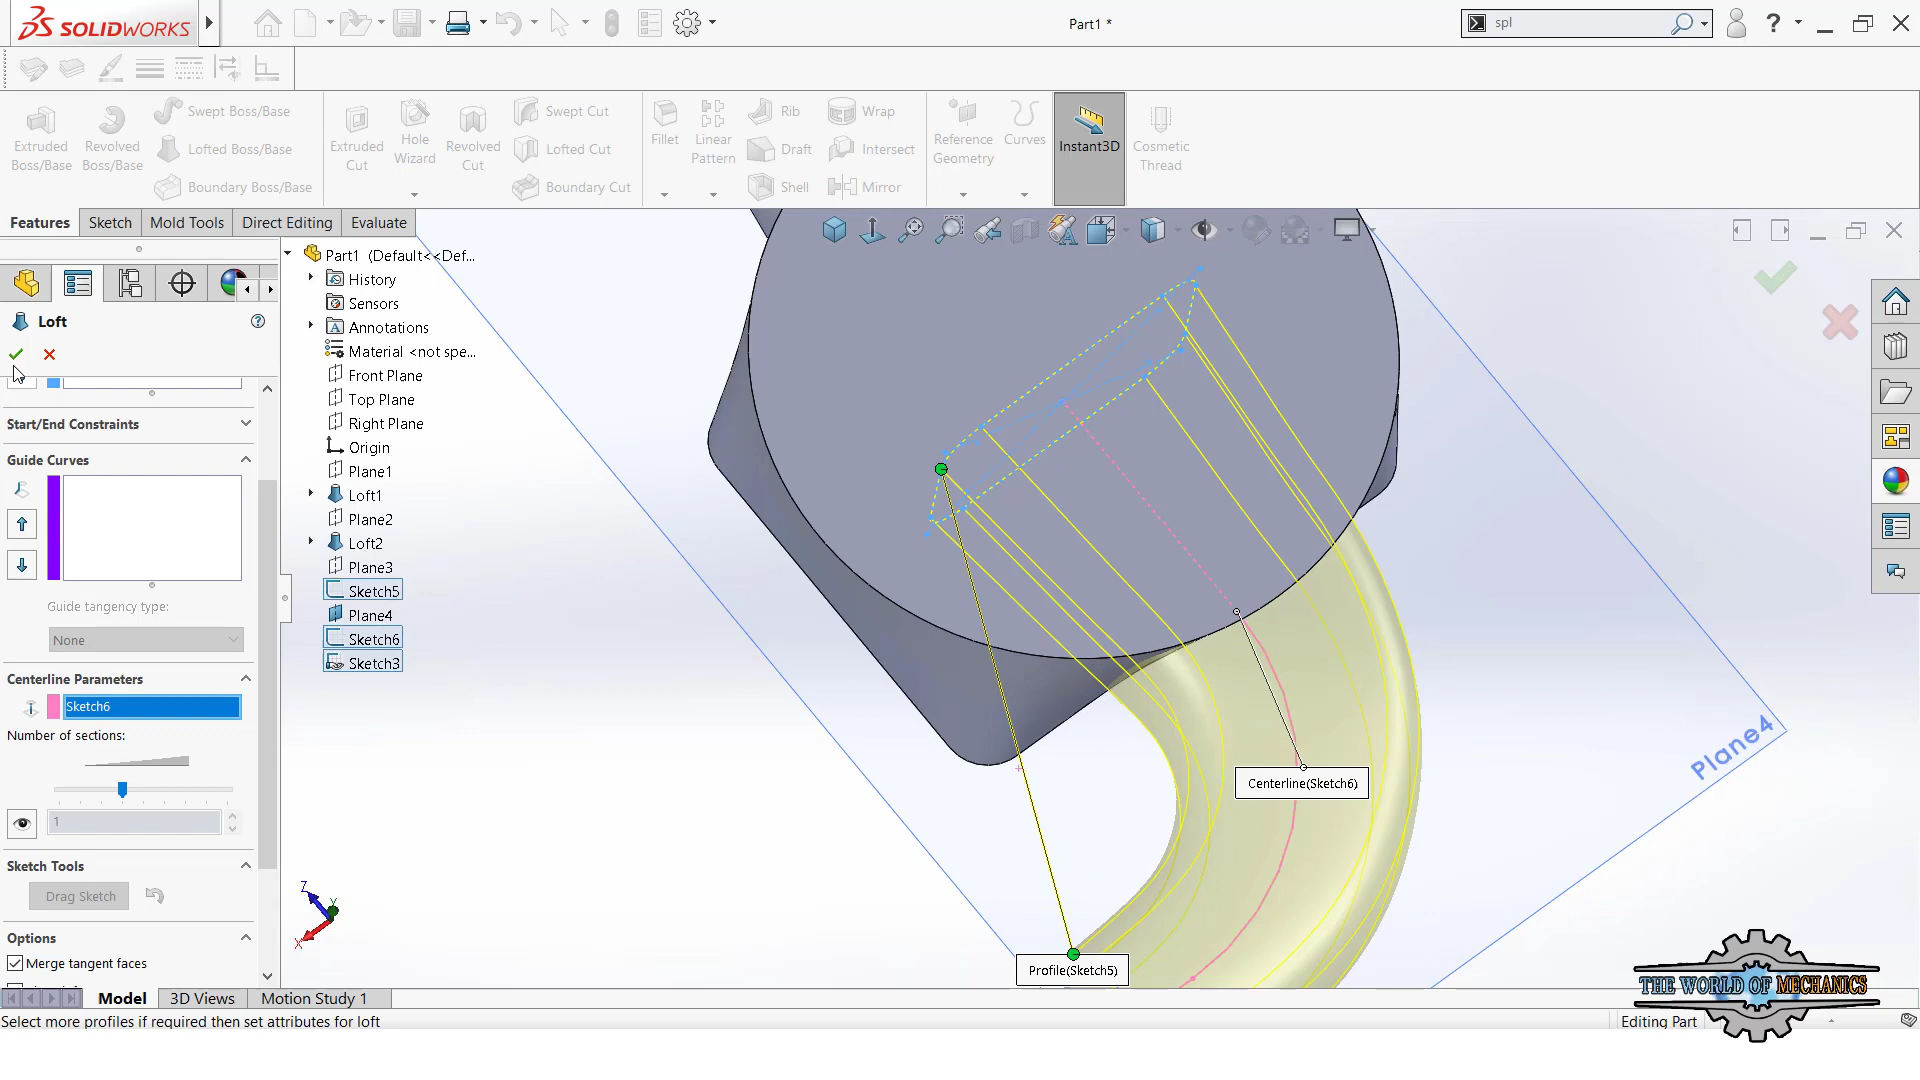 SOLIDWORKS
Part1 *
spl
?
Extruded Boss/Base
Revolved Boss/Base
Swept Boss/Base
Lofted Boss/Base
Boundary Boss/Base
Extruded Cut
Hole Wizard
Revolved Cut
Swept Cut
Lofted Cut
Boundary Cut
Fillet
Linear Pattern
Rib
Draft
Shell
Wrap
Intersect
Mirror
Reference Geometry
Curves
Instant3D
Cosmetic Thread
Features
Sketch
Mold Tools
Direct Editing
Evaluate
Loft
Start/End Constraints
Guide Curves
Guide tangency type:
None
Centerline Parameters
Sketch6
Number of sections:
1
Sketch Tools
Drag Sketch
Options
Merge tangent faces
Part1 (Default<<Def...
History
Sensors
Annotations
Material <not spe...
Front Plane
Top Plane
Right Plane
Origin
Plane1
Loft1
Plane2
Loft2
Plane3
Sketch5
Plane4
Sketch6
Sketch3
Plane4
Centerline(Sketch6)
Profile(Sketch5)
Z
Y
X
Model
3D Views
Motion Study 1
Select more profiles if required then set attributes for loft
Editing Part
THE WORLD OF MECHANICS